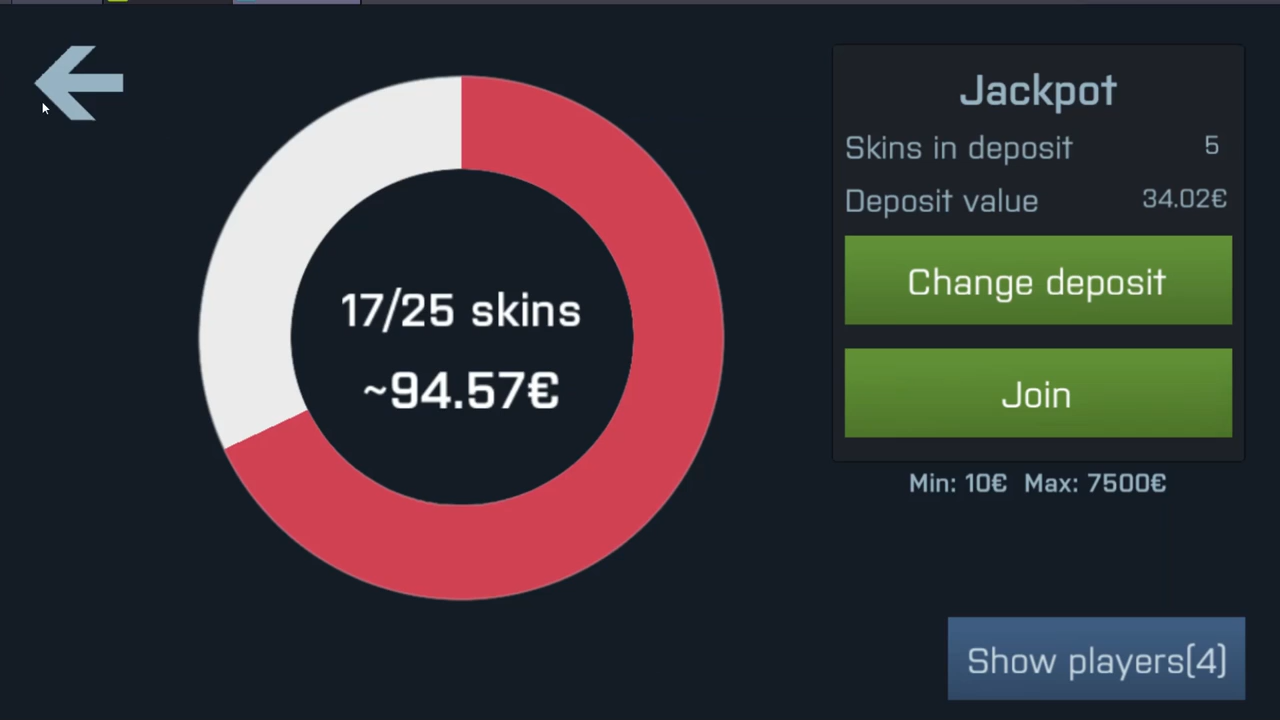 Jackpot
Skins in deposit 5
Deposit value 34.02€
Change deposit
Join
Min: 10€ Max: 7500€
17/25 skins
~94.57€
Show players(4)